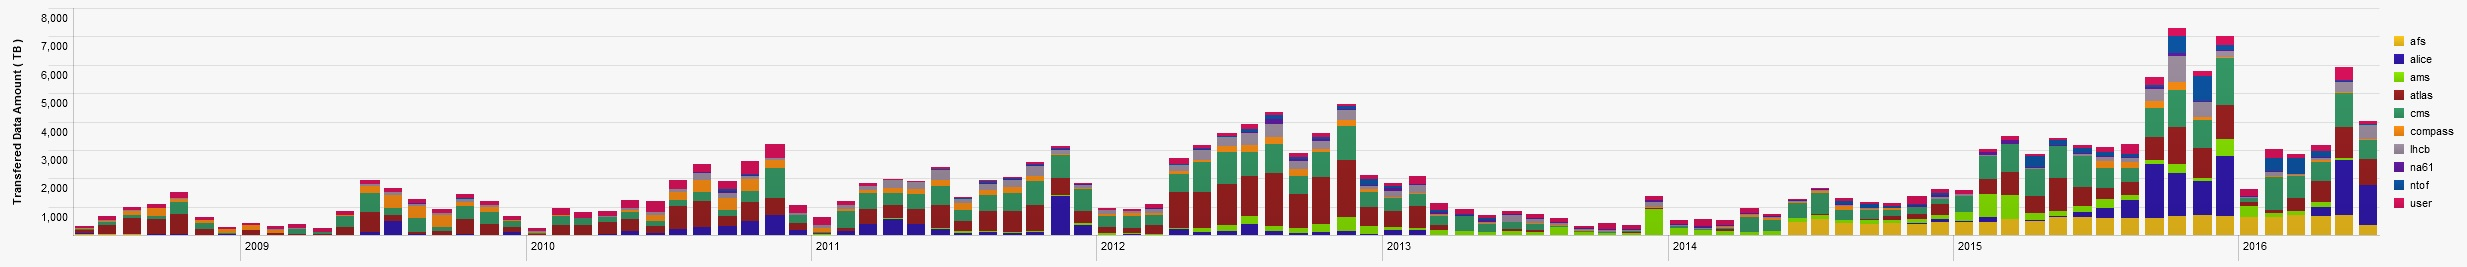 Transfered Data Amount ( TB )
8,000
7,000
6,000
5,000
4,000
3,000
2,000
1,000
2009
2010
2011
2012
2013
2014
2015
2016
afs
alice
ams
atlas
cms
compass
lhcb
na61
ntof
user